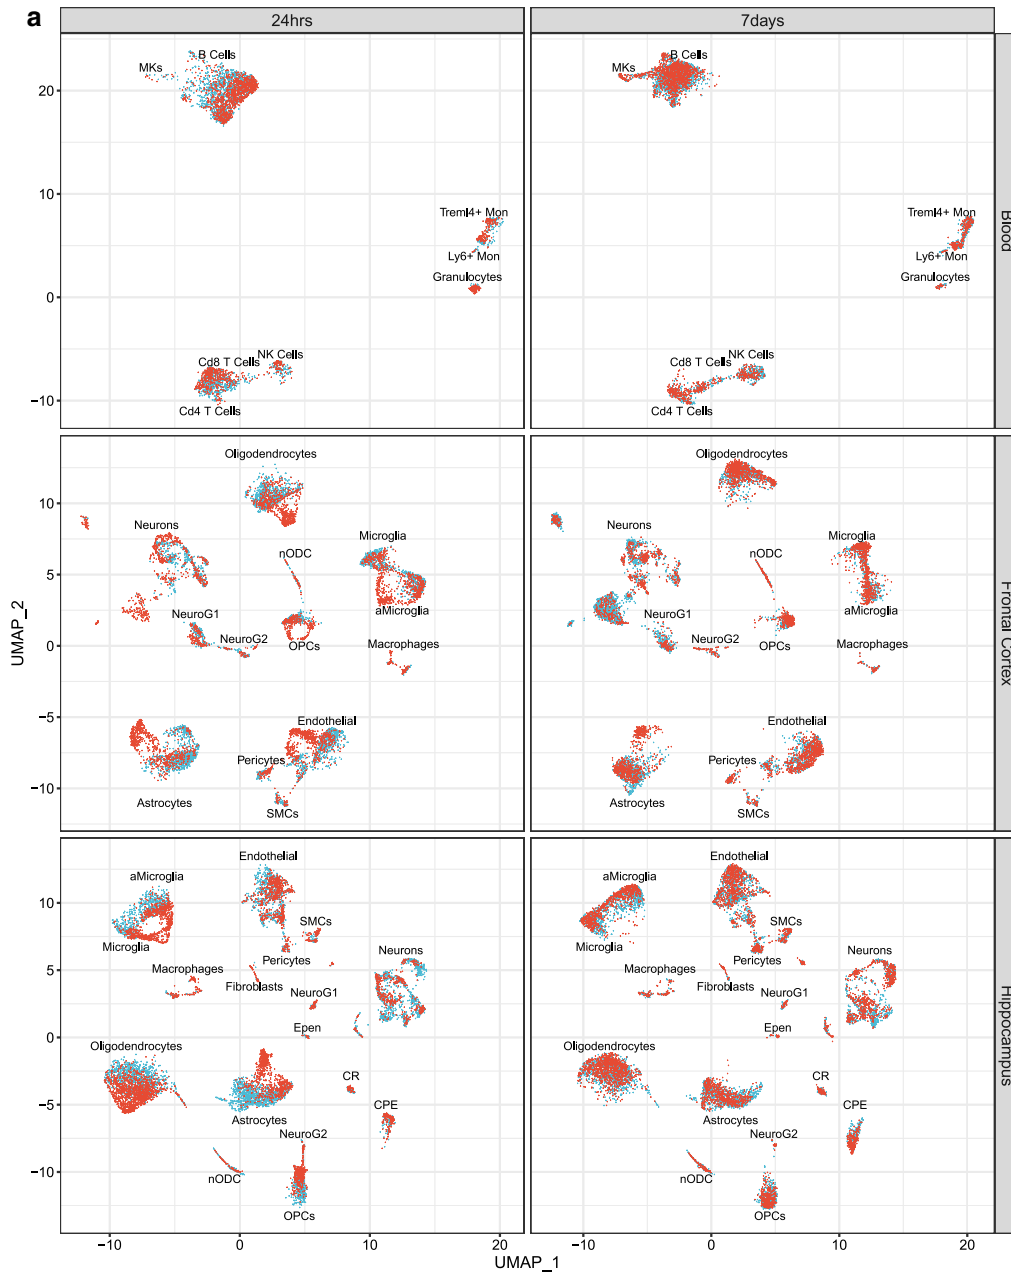 a
24hrs
7days
B Cells
MKs
Treml4+ Mon
Ly6+ Mon
Granulocytes
NK Cells
Cd8 T Cells
Cd4 T Cells
20
10
0
−10
B Cells
MKs
Treml4+ Mon
Ly6+ Mon
Granulocytes
NK Cells
Cd8 T Cells
Cd4 T Cells
Blood
Oligodendrocytes
Neurons
Microglia
nODC
aMicroglia
NeuroG1
NeuroG2
OPCs
Macrophages
Endothelial
Pericytes
Astrocytes
SMCs
10
5
0
−5
−10
Oligodendrocytes
Neurons
Microglia
nODC
aMicroglia
NeuroG1
NeuroG2
OPCs
Macrophages
Endothelial
Pericytes
Astrocytes
SMCs
Frontal Cortex
UMAP_2
Endothelial
aMicroglia
SMCs
Microglia
Pericytes
Neurons
Macrophages
Fibroblasts
NeuroG1
Epen
Oligodendrocytes
CR
CPE
Astrocytes
NeuroG2
nODC
OPCs
10
5
0
−5
−10
Endothelial
aMicroglia
SMCs
Microglia
Pericytes
Neurons
Macrophages
Fibroblasts
NeuroG1
Epen
Oligodendrocytes
CR
CPE
Astrocytes
NeuroG2
nODC
OPCs
Hippocampus
−10
0
10
20
−10
0
10
20
UMAP_1